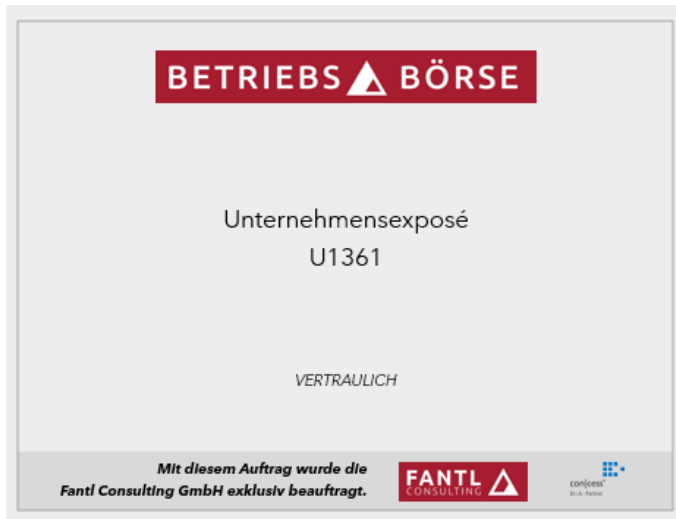 BETRIEBS BÖRSE
Unternehmensexposé
U1361
VERTRAULICH
Mit diesem Auftrag wurde die
Fantl Consulting GmbH exklusiv beauftragt.
FANTL
CONSULTING
con|cess
M+A-Partner